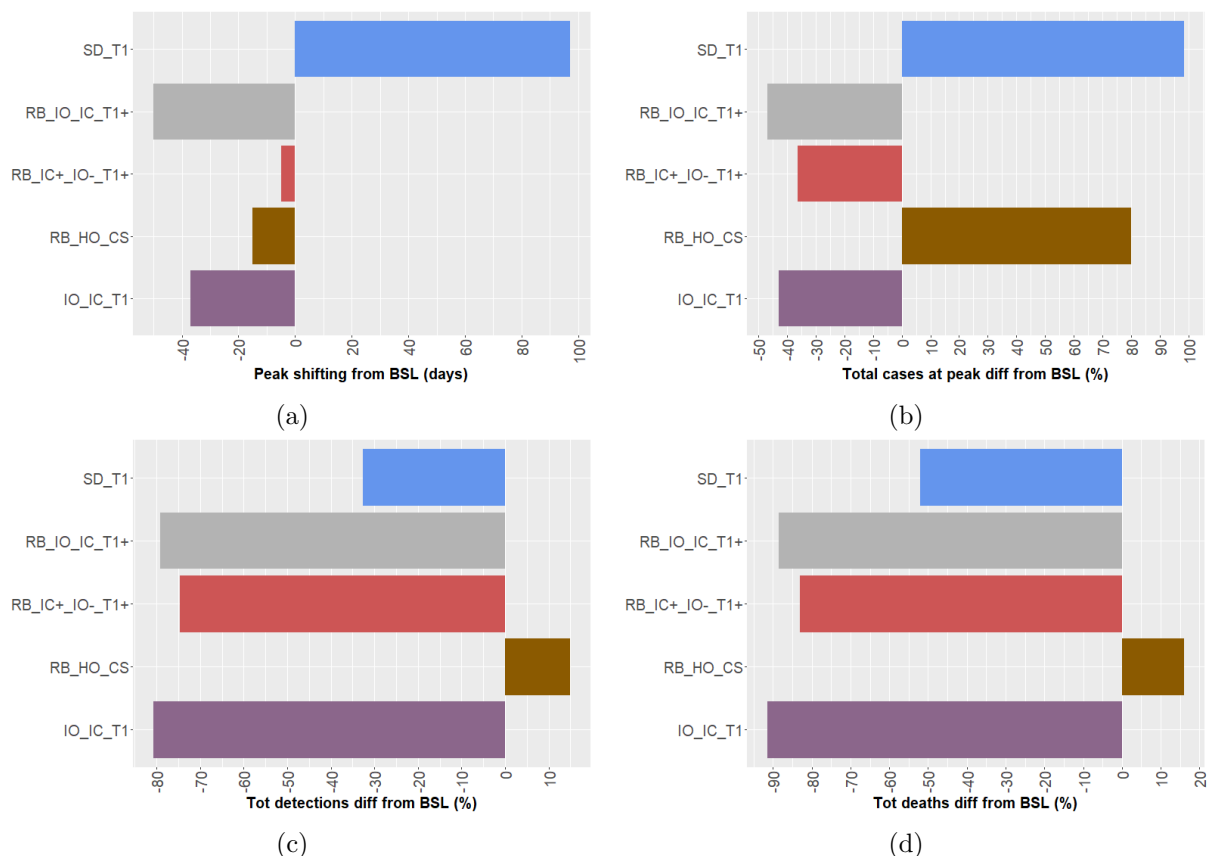 SD_T1
RB_IO_IC_T1+
RB_IC+_IO-_T1+
RB_HO_CS
IO_IC_T1
-40 -20 0 20 40 60 80 100
Peak shifting from BSL (days)
(a)
SD_T1
RB_IO_IC_T1+
RB_IC+_IO-_T1+
RB_HO_CS
IO_IC_T1
-50 -40 -30 -20 -10 0 10 20 30 40 50 60 70 80 90 100
Total cases at peak diff from BSL (%)
(b)
SD_T1
RB_IO_IC_T1+
RB_IC+_IO-_T1+
RB_HO_CS
IO_IC_T1
-80 -70 -60 -50 -40 -30 -20 -10 0 10
Tot detections diff from BSL (%)
(c)
SD_T1
RB_IO_IC_T1+
RB_IC+_IO-_T1+
RB_HO_CS
IO_IC_T1
-90 -80 -70 -60 -50 -40 -30 -20 -10 0 10 20
Tot deaths diff from BSL (%)
(d)